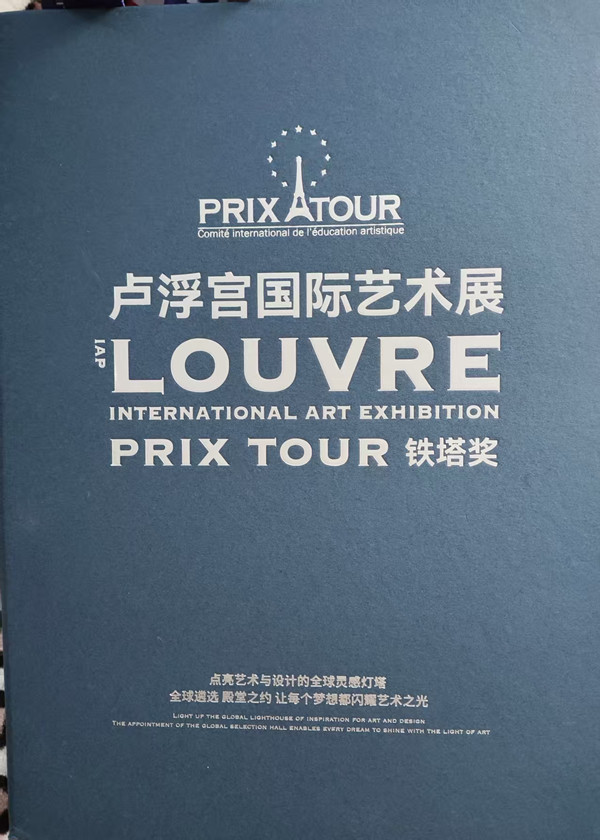 PRIX TOUR
Comité international de l'éducation artistique
卢浮宫国际艺术展
IAP
LOUVRE
INTERNATIONAL ART EXHIBITION
PRIX TOUR 铁塔奖
点亮艺术与设计的全球灵感灯塔
全球遴选 殿堂之约 让每个梦想都闪耀艺术之光
LIGHT UP THE GLOBAL LIGHTHOUSE OF INSPIRATION FOR ART AND DESIGN
THE APPOINTMENT OF THE GLOBAL SELECTION HALL ENABLES EVERY DREAM TO SHINE WITH THE LIGHT OF ART